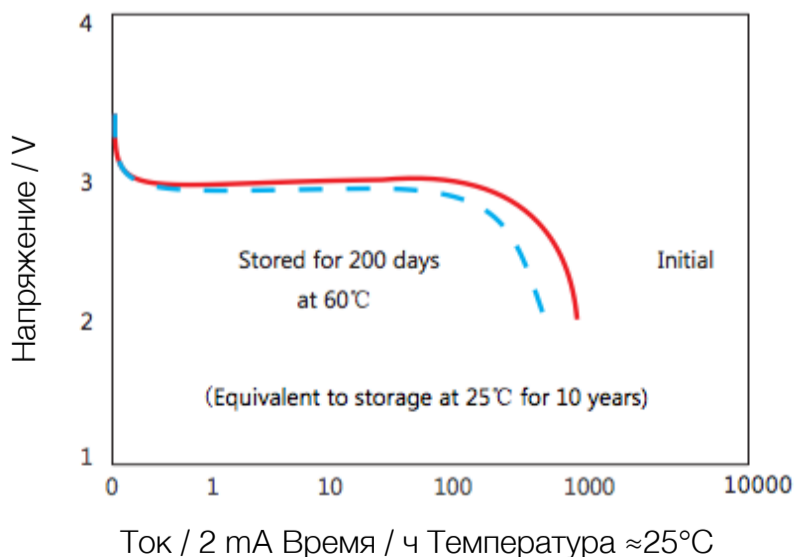 4
3
2
1
Напряжение / V
Stored for 200 days
at 60℃
Initial
(Equivalent to storage at 25℃ for 10 years)
0 1 10 100 1000 10000
Ток / 2 mA Время / ч Температура ≈25°C